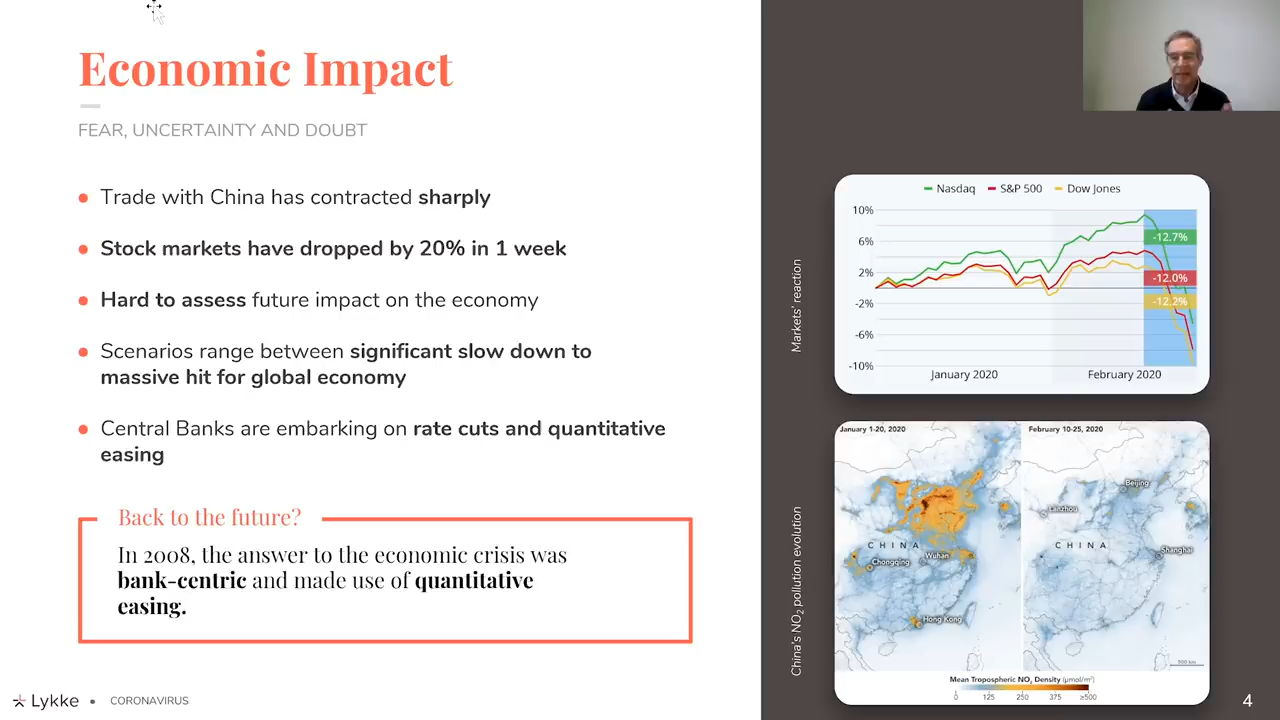 Economic Impact
FEAR, UNCERTAINTY AND DOUBT
Trade with China has contracted sharply
Stock markets have dropped by 20% in 1 week
Hard to assess future impact on the economy
Scenarios range between significant slow down to
massive hit for global economy
Central Banks are embarking on rate cuts and quantitative
easing
Back to the future?
In 2008, the answer to the economic crisis was
bank-centric and made use of quantitative
easing.
Lykke • CORONAVIRUS
Markets' reaction
Nasdaq S&P 500 Dow Jones
10%
6%
2%
-2%
-6%
-10%
-12.7%
-12.0%
-12.2%
January 2020 February 2020
China's NO₂ pollution evolution
January 1-20, 2020 February 10-25, 2020
Beijing
Lanzhou
CHINA CHINA
Wuhan Shanghai
Chongqing
Hong Kong
500 km
Mean Tropospheric NO₂ Density (μmol/m²)
0 125 250 375 ≥500
4